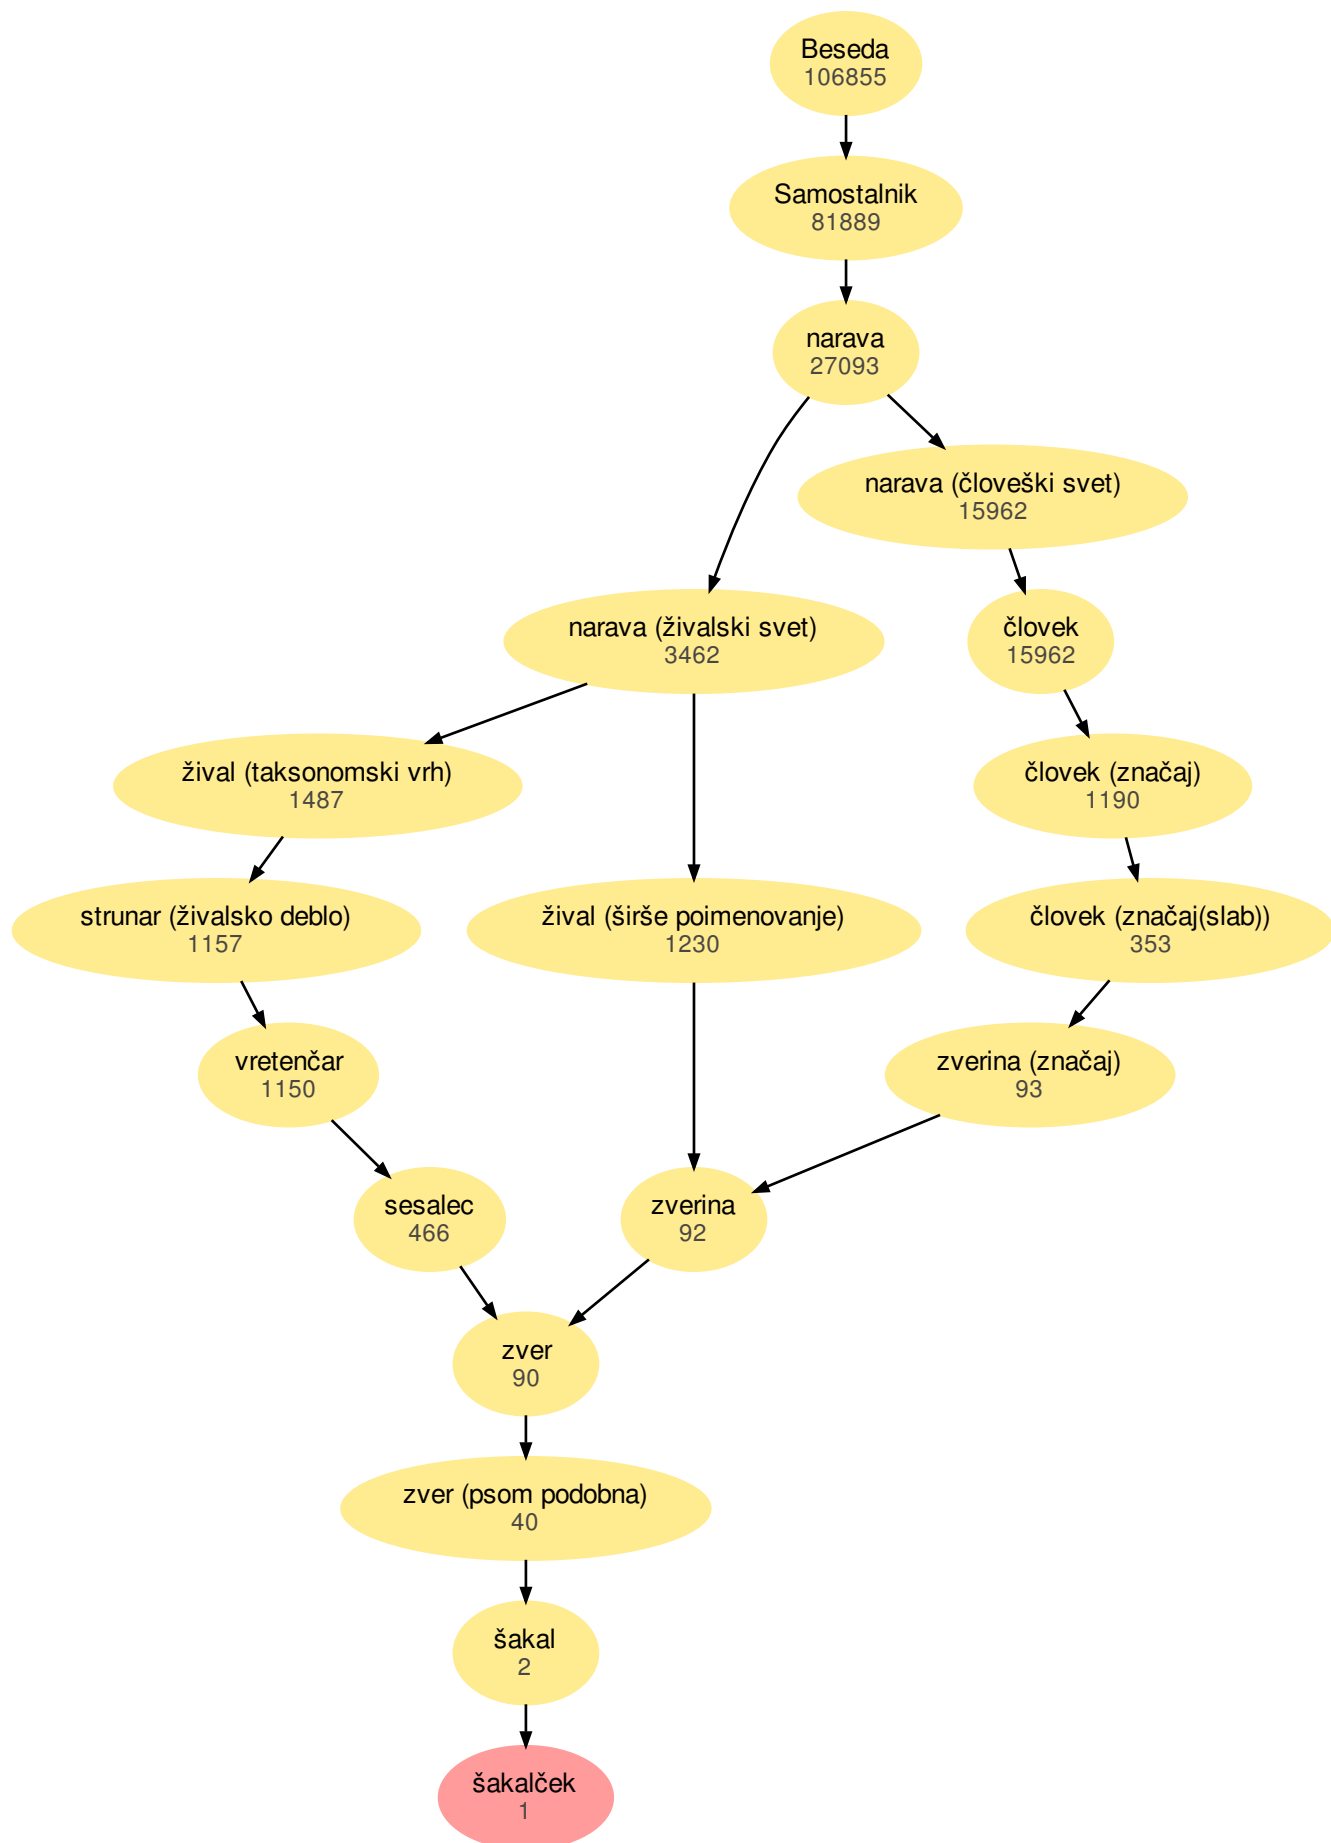 Beseda
106855
Samostalnik
81889
narava
27093
narava (človeški svet)
15962
narava (živalski svet)
3462
človek
15962
žival (taksonomski vrh)
1487
človek (značaj)
1190
strunar (živalsko deblo)
1157
žival (širše poimenovanje)
1230
človek (značaj(slab))
353
vretenčar
1150
zverina (značaj)
93
sesalec
466
zverina
92
zver
90
zver (psom podobna)
40
šakal
2
šakalček
1